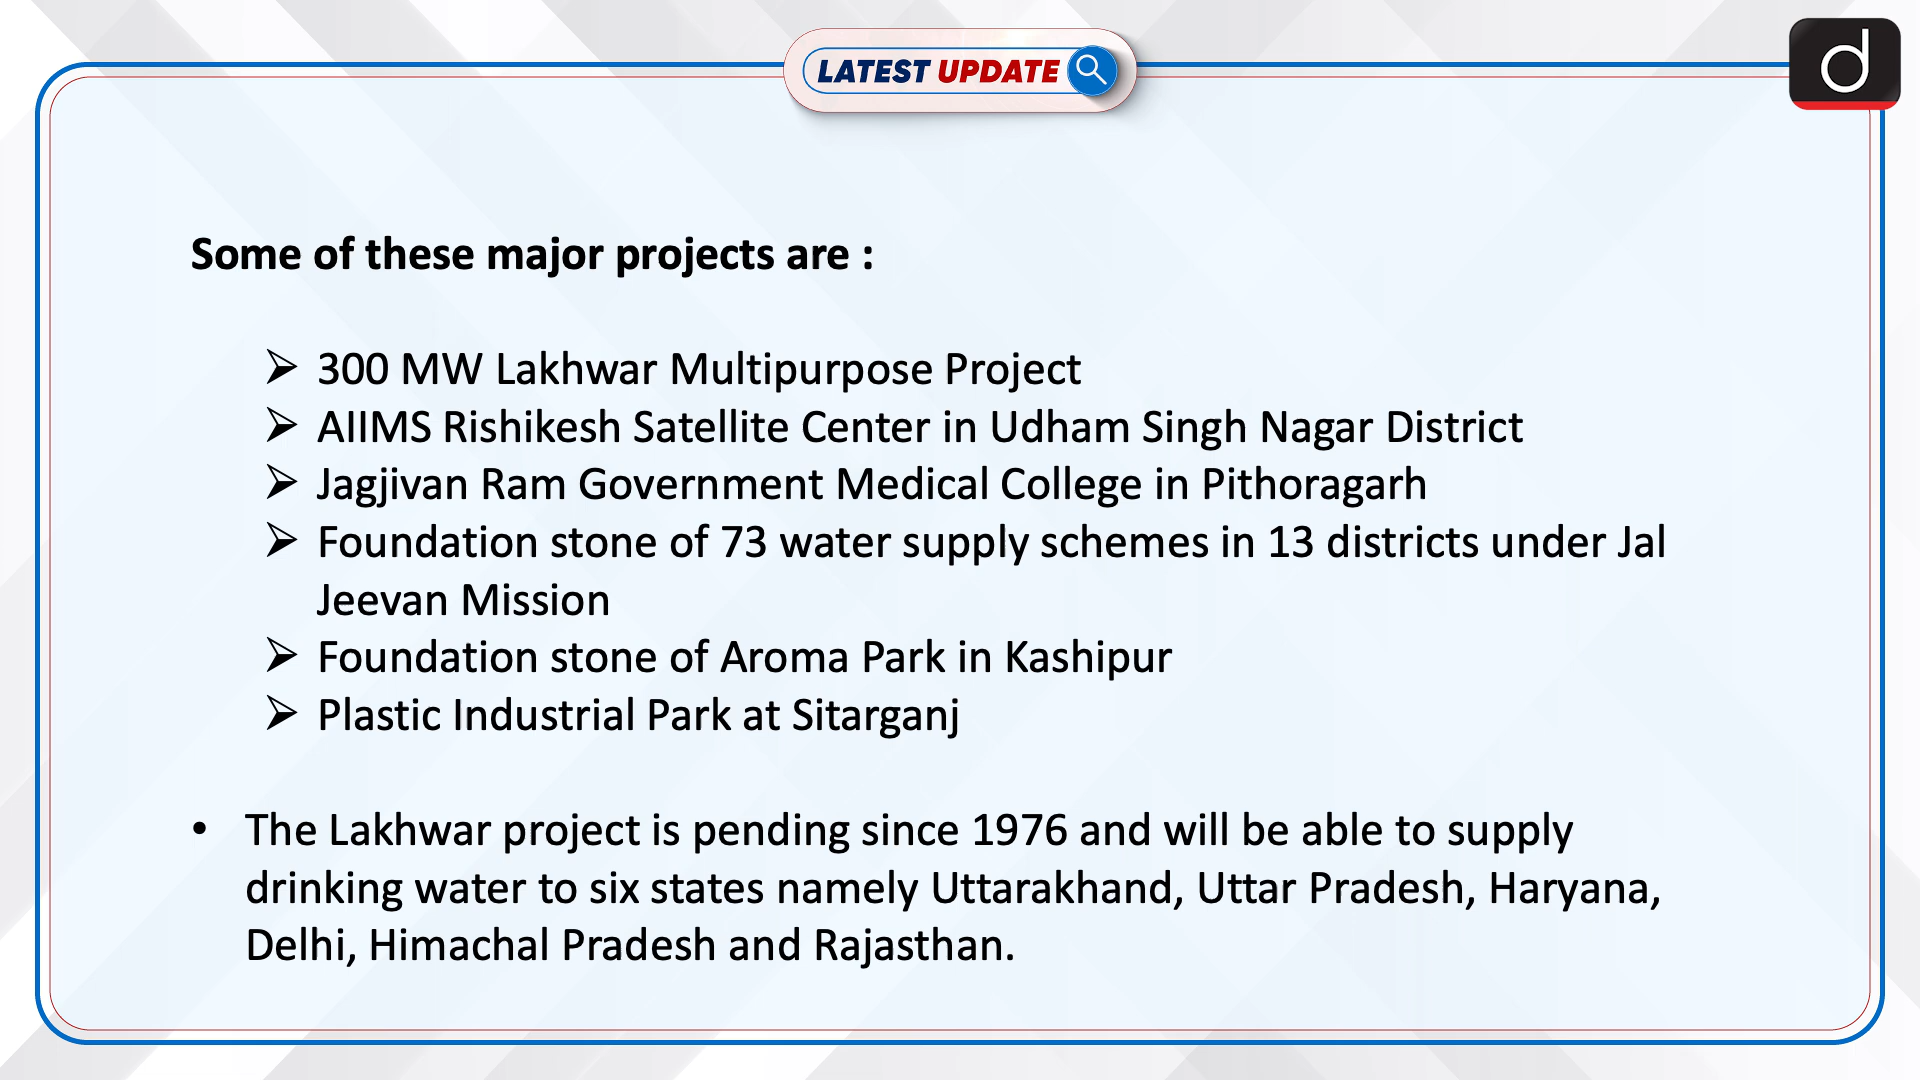 LATEST UPDATE
d
Some of these major projects are :
➢ 300 MW Lakhwar Multipurpose Project
➢ AIIMS Rishikesh Satellite Center in Udham Singh Nagar District
➢ Jagjivan Ram Government Medical College in Pithoragarh
➢ Foundation stone of 73 water supply schemes in 13 districts under Jal
Jeevan Mission
➢ Foundation stone of Aroma Park in Kashipur
➢ Plastic Industrial Park at Sitarganj
• The Lakhwar project is pending since 1976 and will be able to supply
drinking water to six states namely Uttarakhand, Uttar Pradesh, Haryana,
Delhi, Himachal Pradesh and Rajasthan.